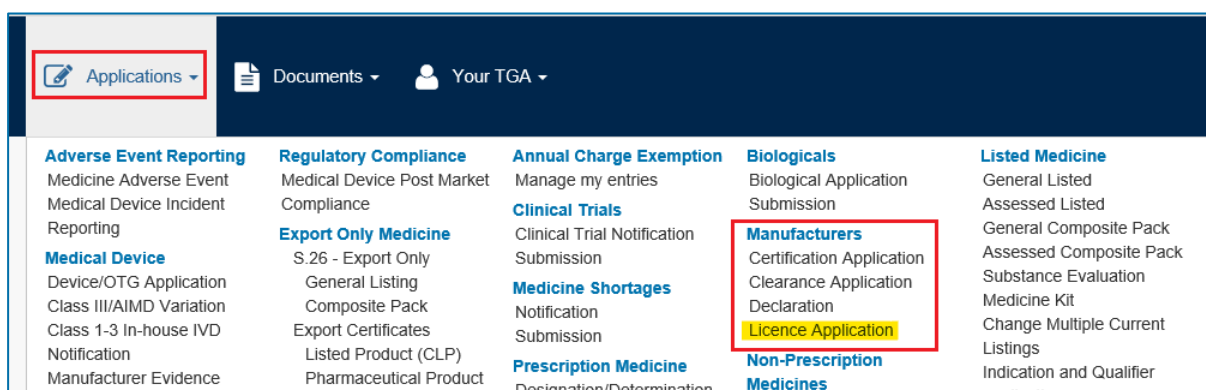 Applications
Documents
Your TGA
Adverse Event Reporting
Medicine Adverse Event
Medical Device Incident
Reporting
Medical Device
Device/OTG Application
Class III/AIMD Variation
Class 1-3 In-house IVD
Notification
Manufacturer Evidence
Regulatory Compliance
Medical Device Post Market
Compliance
Export Only Medicine
S.26 - Export Only
General Listing
Composite Pack
Export Certificates
Listed Product (CLP)
Pharmaceutical Product
Annual Charge Exemption
Manage my entries
Clinical Trials
Clinical Trial Notification
Submission
Medicine Shortages
Notification
Submission
Prescription Medicine
Designation/Determination
Biologicals
Biological Application
Submission
Manufacturers
Certification Application
Clearance Application
Declaration
Licence Application
Non-Prescription
Medicines
Listed Medicine
General Listed
Assessed Listed
General Composite Pack
Assessed Composite Pack
Substance Evaluation
Medicine Kit
Change Multiple Current
Listings
Indication and Qualifier